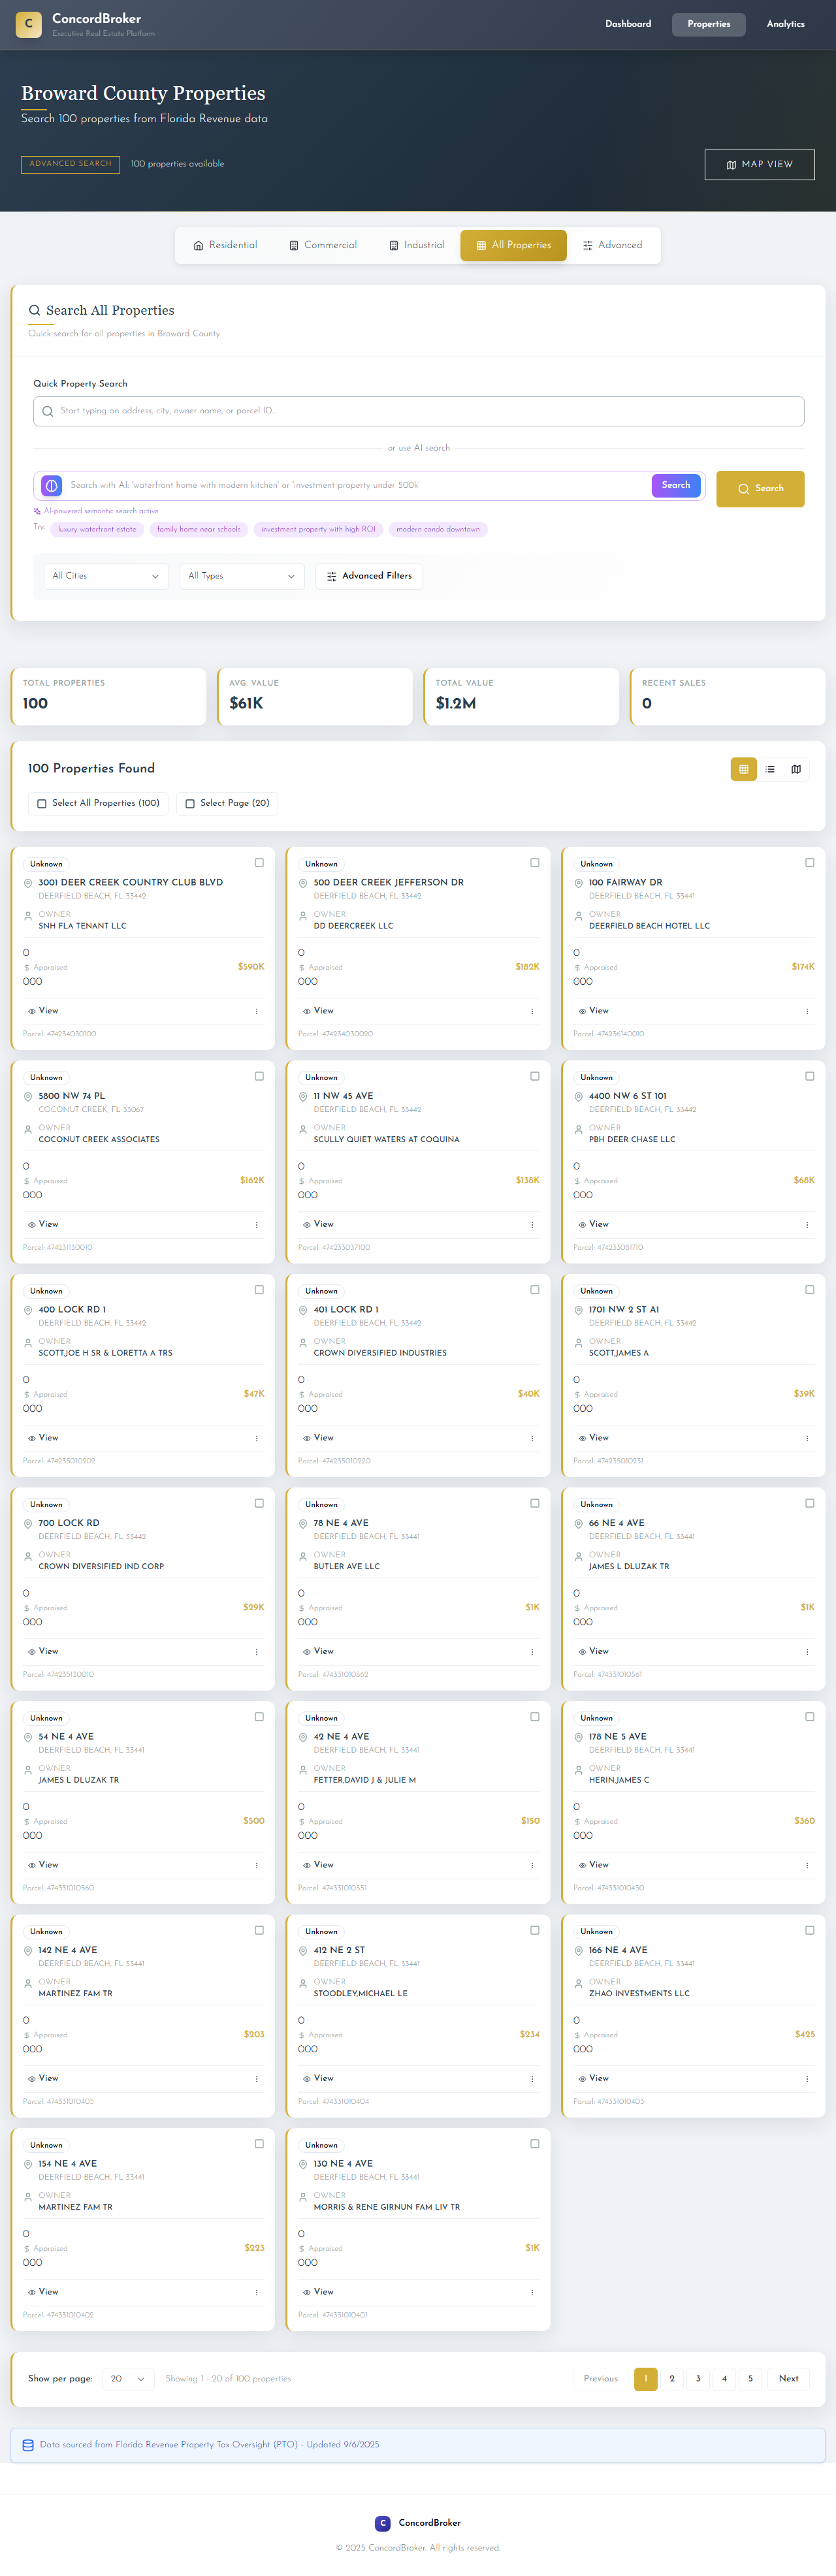 C
ConcordBroker
Executive Real Estate Platform
Dashboard
Properties
Analytics
Broward County Properties
Search 100 properties from Florida Revenue data
ADVANCED SEARCH
100 properties available
MAP VIEW
Residential
Commercial
Industrial
All Properties
Advanced
Search All Properties
Quick search for all properties in Broward County
Quick Property Search
Start typing an address, city, owner name, or parcel ID...
or use AI search
Search with AI: 'waterfront home with modern kitchen' or 'investment property under 500k'
Search
Search
AI-powered semantic search active
Try:
luxury waterfront estate
family home near schools
investment property with high ROI
modern condo downtown
All Cities
All Types
Advanced Filters
TOTAL PROPERTIES
100
AVG. VALUE
$61K
TOTAL VALUE
$1.2M
RECENT SALES
0
100 Properties Found
Select All Properties (100)
Select Page (20)
Unknown
3001 DEER CREEK COUNTRY CLUB BLVD
DEERFIELD BEACH, FL 33442
OWNER
SNH FLA TENANT LLC
0
Appraised
$590K
000
View
Parcel: 474234030100
Unknown
500 DEER CREEK JEFFERSON DR
DEERFIELD BEACH, FL 33442
OWNER
DD DEERCREEK LLC
0
Appraised
$182K
000
View
Parcel: 474234030020
Unknown
100 FAIRWAY DR
DEERFIELD BEACH, FL 33441
OWNER
DEERFIELD BEACH HOTEL LLC
0
Appraised
$174K
000
View
Parcel: 474236140010
Unknown
5800 NW 74 PL
COCONUT CREEK, FL 33067
OWNER
COCONUT CREEK ASSOCIATES
0
Appraised
$162K
000
View
Parcel: 474231130010
Unknown
11 NW 45 AVE
DEERFIELD BEACH, FL 33442
OWNER
SCULLY QUIET WATERS AT COQUINA
0
Appraised
$138K
000
View
Parcel: 474233037100
Unknown
4400 NW 6 ST 101
DEERFIELD BEACH, FL 33442
OWNER
PBH DEER CHASE LLC
0
Appraised
$68K
000
View
Parcel: 474233081710
Unknown
400 LOCK RD 1
DEERFIELD BEACH, FL 33442
OWNER
SCOTT,JOE H SR & LORETTA A TRS
0
Appraised
$47K
000
View
Parcel: 474235010202
Unknown
401 LOCK RD 1
DEERFIELD BEACH, FL 33442
OWNER
CROWN DIVERSIFIED INDUSTRIES
0
Appraised
$40K
000
View
Parcel: 474235010220
Unknown
1701 NW 2 ST A1
DEERFIELD BEACH, FL 33442
OWNER
SCOTT,JAMES A
0
Appraised
$39K
000
View
Parcel: 474235010231
Unknown
700 LOCK RD
DEERFIELD BEACH, FL 33442
OWNER
CROWN DIVERSIFIED IND CORP
0
Appraised
$29K
000
View
Parcel: 474235130010
Unknown
78 NE 4 AVE
DEERFIELD BEACH, FL 33441
OWNER
BUTLER AVE LLC
0
Appraised
$1K
000
View
Parcel: 474331010562
Unknown
66 NE 4 AVE
DEERFIELD BEACH, FL 33441
OWNER
JAMES L DLUZAK TR
0
Appraised
$1K
000
View
Parcel: 474331010561
Unknown
54 NE 4 AVE
DEERFIELD BEACH, FL 33441
OWNER
JAMES L DLUZAK TR
0
Appraised
$500
000
View
Parcel: 474331010560
Unknown
42 NE 4 AVE
DEERFIELD BEACH, FL 33441
OWNER
FETTER,DAVID J & JULIE M
0
Appraised
$150
000
View
Parcel: 474331010551
Unknown
178 NE 5 AVE
DEERFIELD BEACH, FL 33441
OWNER
HERIN,JAMES C
0
Appraised
$360
000
View
Parcel: 474331010430
Unknown
142 NE 4 AVE
DEERFIELD BEACH, FL 33441
OWNER
MARTINEZ FAM TR
0
Appraised
$203
000
View
Parcel: 474331010405
Unknown
412 NE 2 ST
DEERFIELD BEACH, FL 33441
OWNER
STOODLEY,MICHAEL LE
0
Appraised
$234
000
View
Parcel: 474331010404
Unknown
166 NE 4 AVE
DEERFIELD BEACH, FL 33441
OWNER
ZHAO INVESTMENTS LLC
0
Appraised
$425
000
View
Parcel: 474331010403
Unknown
154 NE 4 AVE
DEERFIELD BEACH, FL 33441
OWNER
MARTINEZ FAM TR
0
Appraised
$223
000
View
Parcel: 474331010402
Unknown
130 NE 4 AVE
DEERFIELD BEACH, FL 33441
OWNER
MORRIS & RENE GIRNUN FAM LIV TR
0
Appraised
$1K
000
View
Parcel: 474331010401
Show per page:
20
Showing 1 - 20 of 100 properties
Previous
1
2
3
4
5
Next
Data sourced from Florida Revenue Property Tax Oversight (PTO) - Updated 9/6/2025
C
ConcordBroker
© 2025 ConcordBroker. All rights reserved.